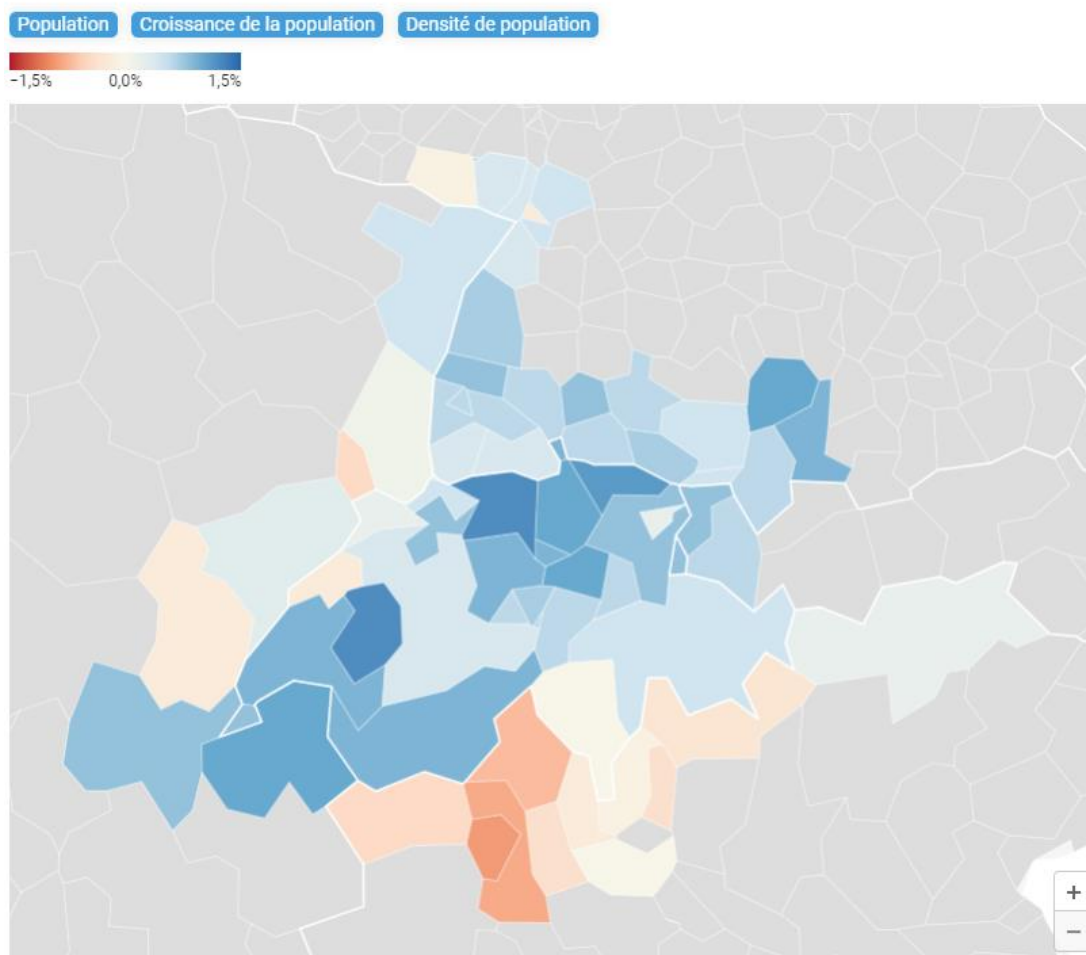 Population Croissance de la population Densité de population
−1,5% 0,0% 1,5%
+
−